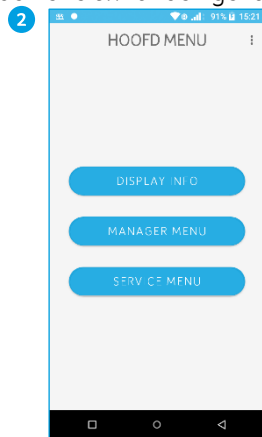 2
91% 15:21
HOOFD MENU
DISPLAY INFO
MANAGER MENU
SERVICE MENU